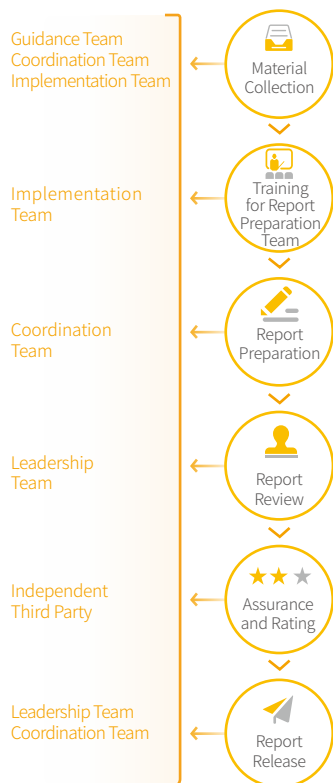 Guidance Team
Coordination Team
Implementation Team
Material
Collection
Implementation
Team
Training
for Report
Preparation
Team
Coordination
Team
Report
Preparation
Leadership
Team
Report
Review
Independent
Third Party
Assurance
and Rating
Leadership Team
Coordination Team
Report
Release